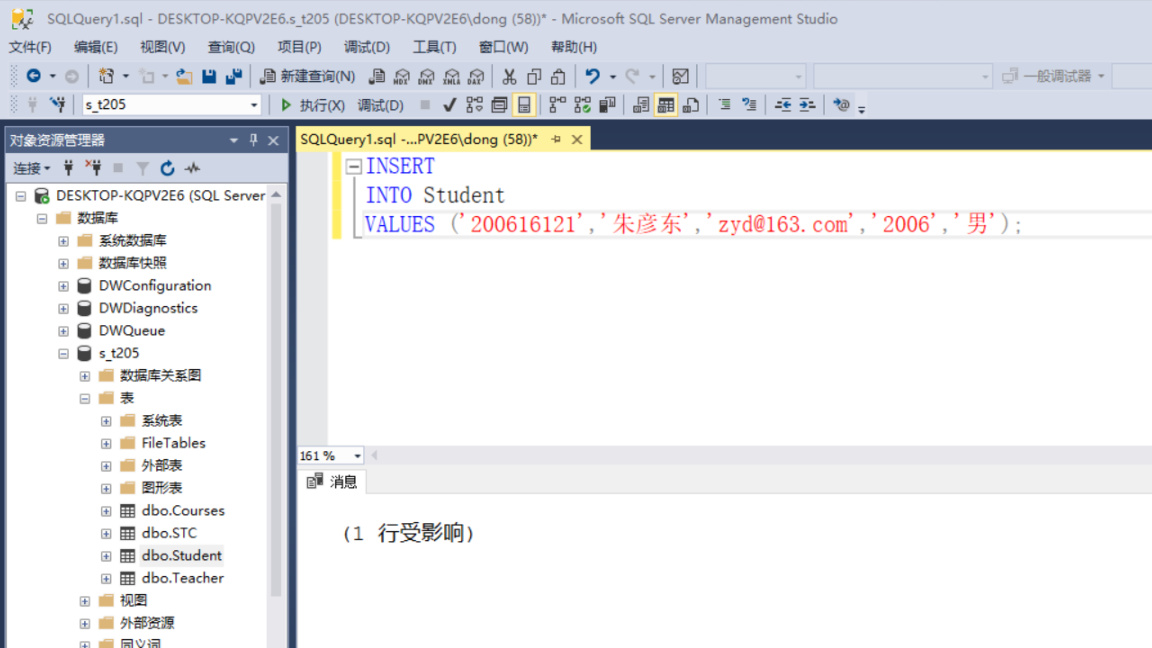 SQLQuery1.sql - DESKTOP-KQPV2E6.s_t205 (DESKTOP-KQPV2E6\dong (58))* - Microsoft SQL Server Management Studio
文件(F) 编辑(E) 视图(V) 查询(Q) 项目(P) 调试(D) 工具(T) 窗口(W) 帮助(H)
新建查询(N) MDX DMX XMLA DAX 一般调试器
s_t205 执行(X) 调试(D)
对象资源管理器
SQLQuery1.sql -...PV2E6\dong (58))*
连接
DESKTOP-KQPV2E6 (SQL Server
数据库
系统数据库
数据库快照
DWConfiguration
DWDiagnostics
DWQueue
s_t205
数据库关系图
表
系统表
FileTables
外部表
图形表
dbo.Courses
dbo.STC
dbo.Student
dbo.Teacher
视图
外部资源
同义词
INSERT
INTO Student
VALUES ('200616121','朱彦东','zyd@163.com','2006','男');
161 %
消息
(1 行受影响)